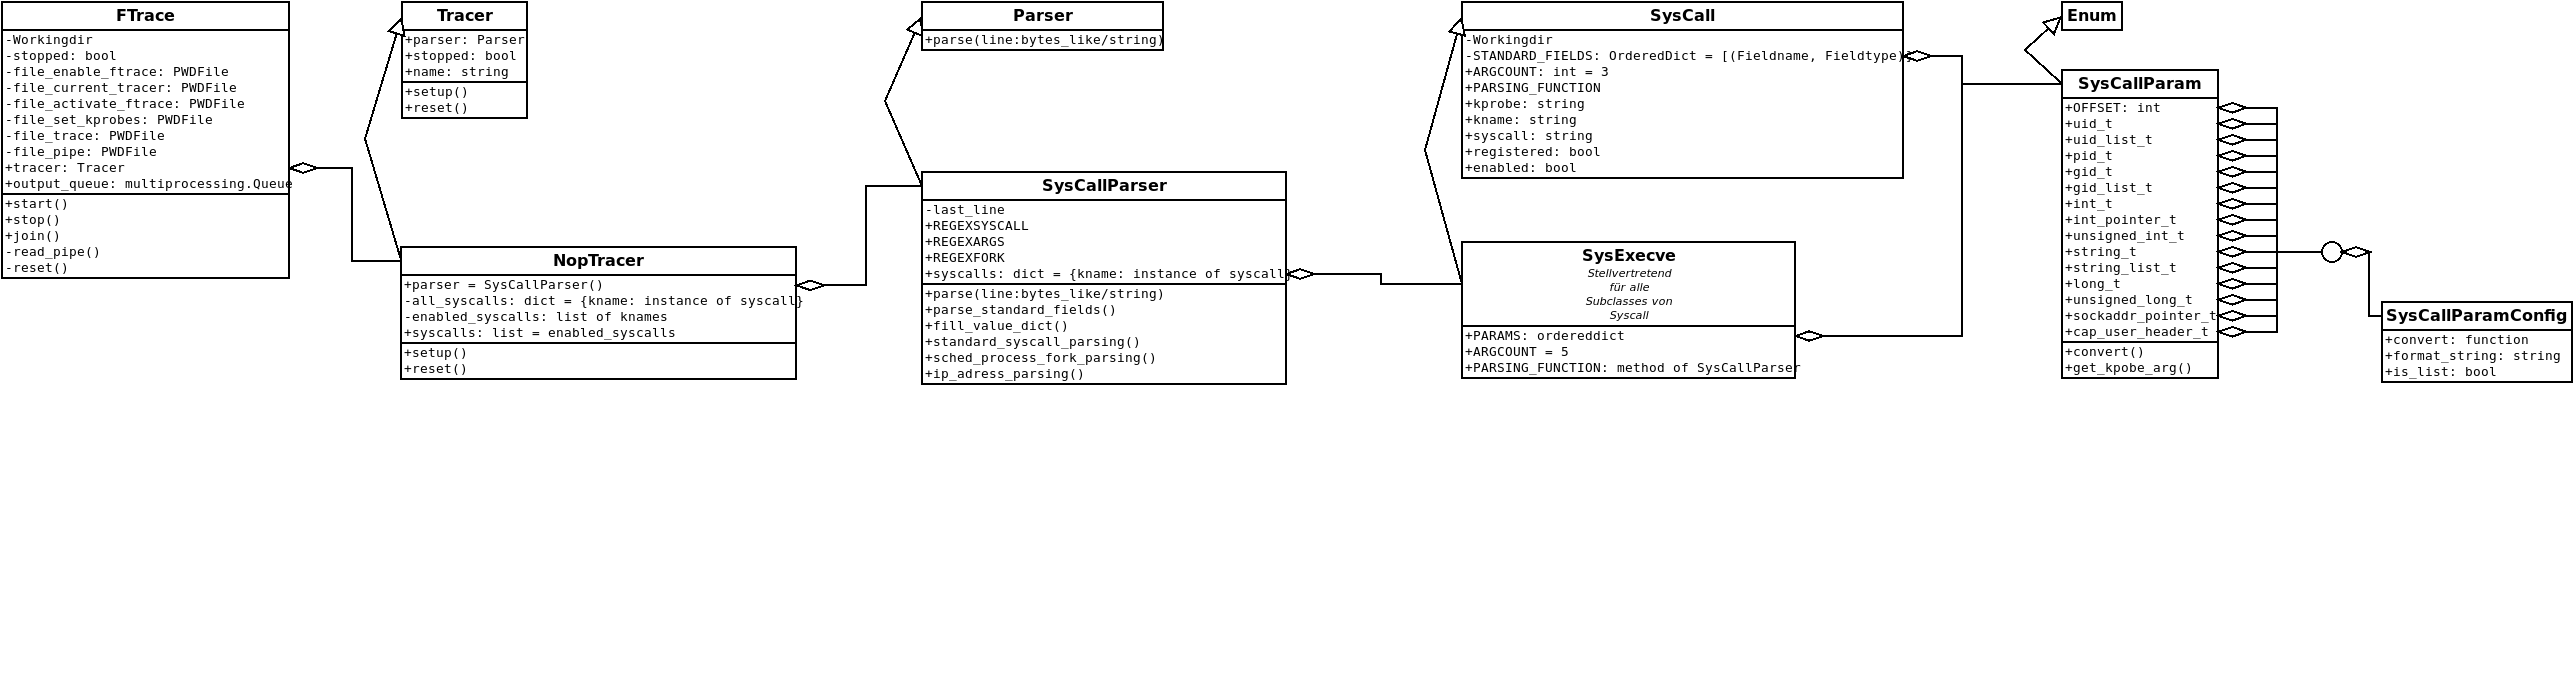 FTrace
-Workingdir
-stopped: bool
-file_enable_ftrace: PWDFile
-file_current_tracer: PWDFile
-file_activate_ftrace: PWDFile
-file_set_kprobes: PWDFile
-file_trace: PWDFile
-file_pipe: PWDFile
+tracer: Tracer
+output_queue: multiprocessing.Queue
+start()
+stop()
+join()
-read_pipe()
-reset()
Tracer
+parser: Parser
+stopped: bool
+name: string
+setup()
+reset()
NopTracer
+parser = SysCallParser()
-all_syscalls: dict = {kname: instance of syscall}
-enabled_syscalls: list of knames
+syscalls: list = enabled_syscalls
+setup()
+reset()
Parser
+parse(line:bytes_like/string)
SysCallParser
-last_line
+REGEXSYSCALL
+REGEXARGS
+REGEXFORK
+syscalls: dict = {kname: instance of syscall}
+parse(line:bytes_like/string)
+parse_standard_fields()
+fill_value_dict()
+standard_syscall_parsing()
+sched_process_fork_parsing()
+ip_adress_parsing()
SysCall
-Workingdir
-STANDARD_FIELDS: OrderedDict = [(Fieldname, Fieldtype)]
+ARGCOUNT: int = 3
+PARSING_FUNCTION
+kprobe: string
+kname: string
+syscall: string
+registered: bool
+enabled: bool
SysExecve
Stellvertretend
für alle
Subclasses von
Syscall
+PARAMS: ordereddict
+ARGCOUNT = 5
+PARSING_FUNCTION: method of SysCallParser
Enum
SysCallParam
+OFFSET: int
+uid_t
+uid_list_t
+pid_t
+gid_t
+gid_list_t
+int_t
+int_pointer_t
+unsigned_int_t
+string_t
+string_list_t
+long_t
+unsigned_long_t
+sockaddr_pointer_t
+cap_user_header_t
+convert()
+get_kpobe_arg()
SysCallParamConfig
+convert: function
+format_string: string
+is_list: bool